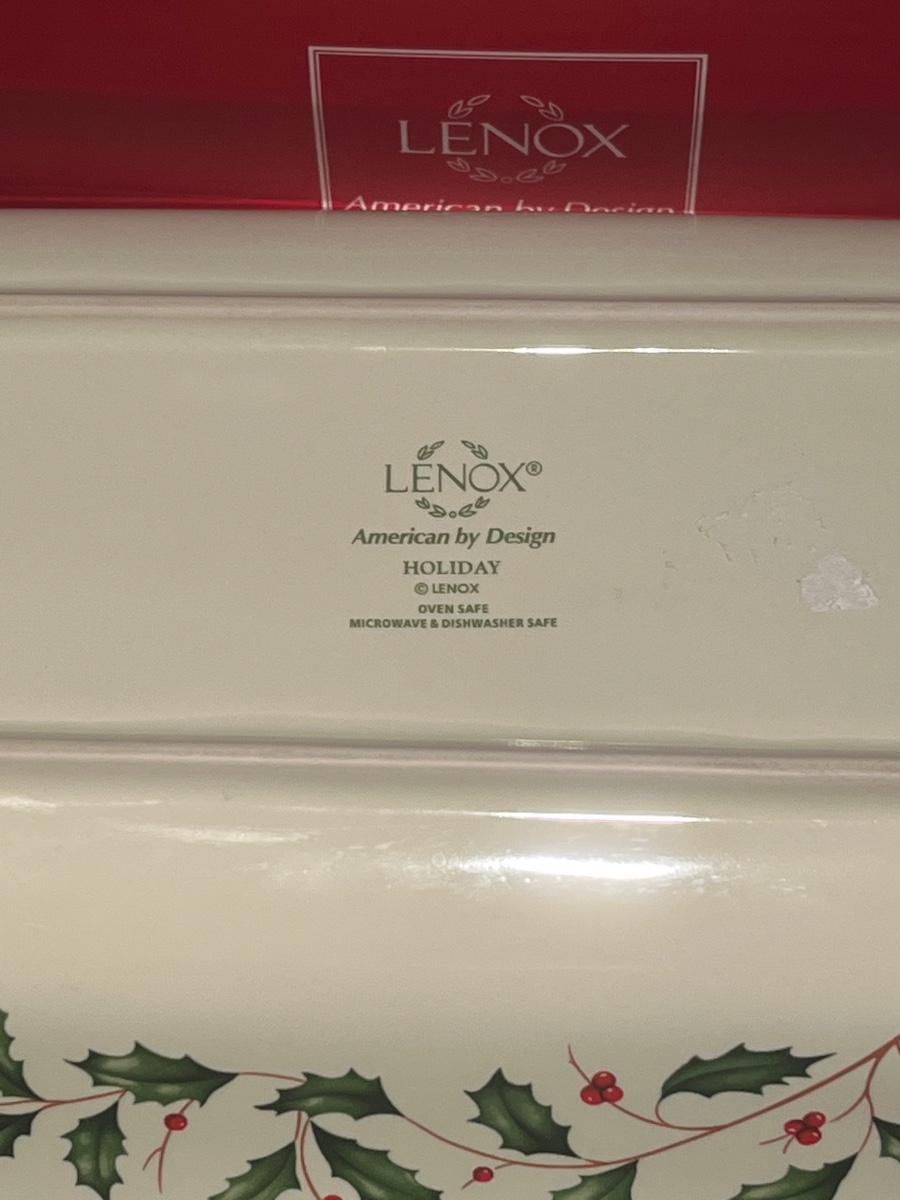 LENOX
American by Design
LENOX®
American by Design
HOLIDAY
© LENOX
OVEN SAFE
MICROWAVE & DISHWASHER SAFE